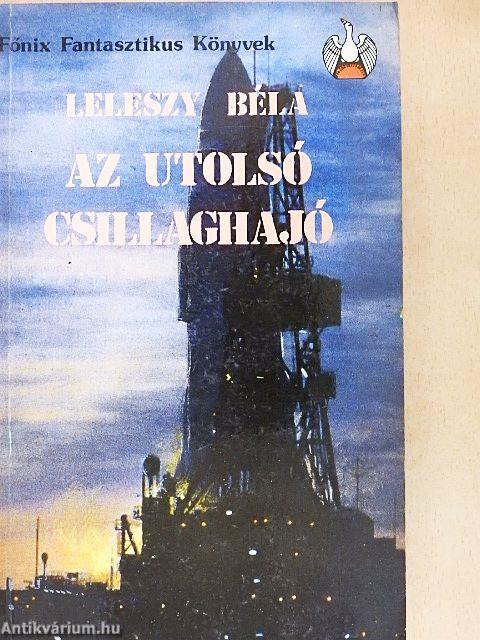 Főnix Fantasztikus Könyvek
LELESZY BÉLA
AZ UTOLSÓ
CSILLAGHAJÓ
Antikvárium.hu